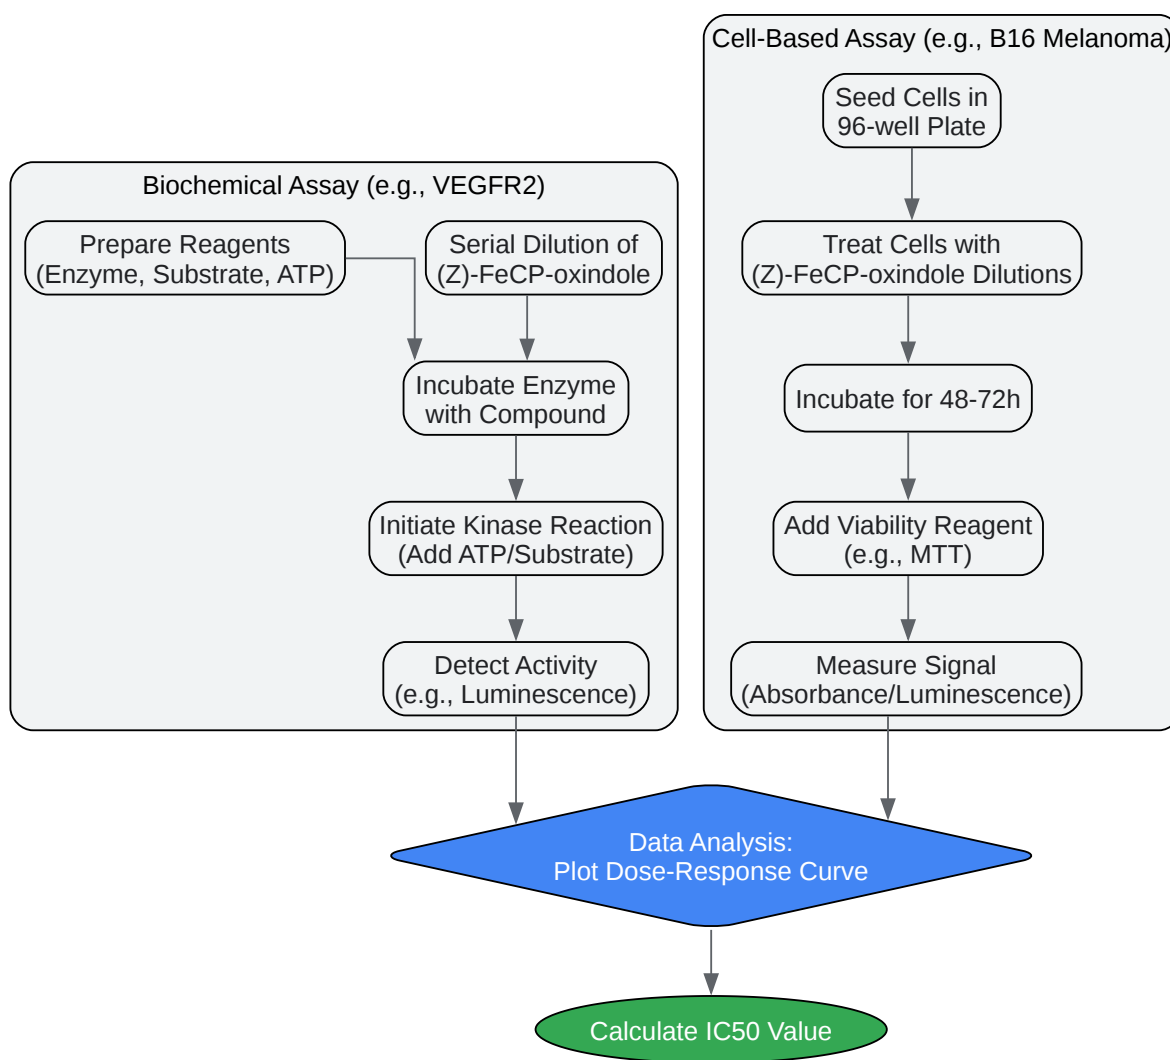 Cell-Based Assay (e.g., B16 Melanoma)
Seed Cells in
96-well Plate
Biochemical Assay (e.g., VEGFR2)
Prepare Reagents
(Enzyme, Substrate, ATP)
Serial Dilution of
(Z)-FeCP-oxindole
Treat Cells with
(Z)-FeCP-oxindole Dilutions
Incubate Enzyme
with Compound
Incubate for 48-72h
Initiate Kinase Reaction
(Add ATP/Substrate)
Add Viability Reagent
(e.g., MTT)
Detect Activity
(e.g., Luminescence)
Measure Signal
(Absorbance/Luminescence)
Data Analysis:
Plot Dose-Response Curve
Calculate IC50 Value